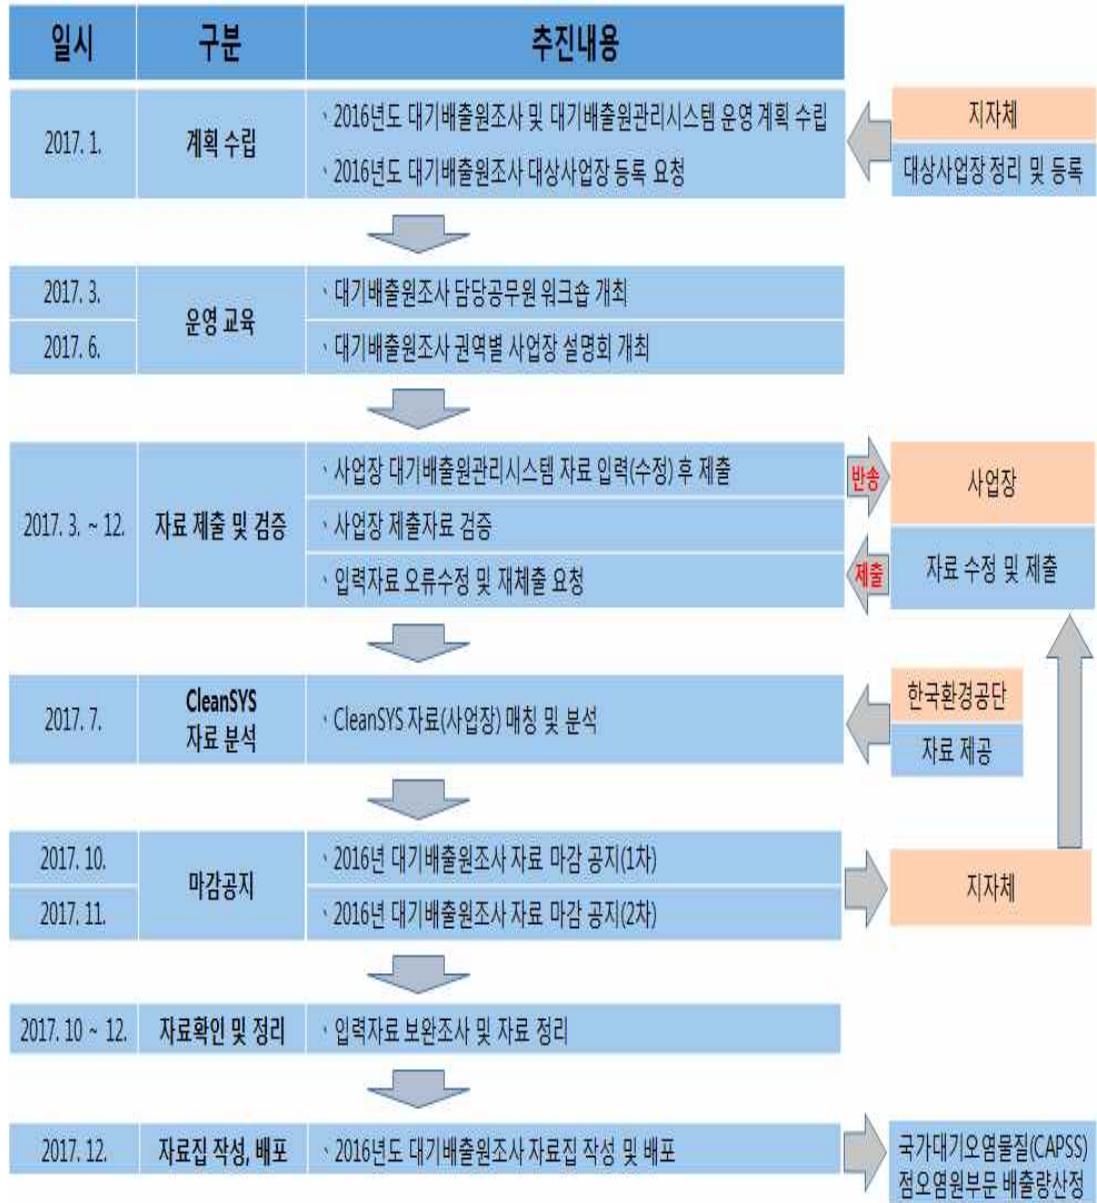 일시 구분 추진내용
2017. 1. 계획 수립
、2016년도 대기배출원조사 및 대기배출원관리시스템 운영 계획 수립
、2016년도 대기배출원조사 대상사업장 등록 요청
지자체
대상사업장 정리 및 등록
2017. 3.
2017. 6.
운영 교육
、대기배출원조사 담당공무원 워크숍 개최
、대기배출원조사 권역별 사업장 설명회 개최
2017. 3. ~ 12. 자료 제출 및 검증
、사업장 대기배출원관리시스템 자료 입력(수정) 후 제출
、사업장 제출자료 검증
、입력자료 오류수정 및 재체출 요청
반송
제출
사업장
자료 수정 및 제출
2017. 7.
CleanSYS
자료 분석
、CleanSYS 자료(사업장) 매칭 및 분석
한국환경공단
자료 제공
2017. 10.
2017. 11.
마감공지
、2016년 대기배출원조사 자료 마감 공지(1차)
、2016년 대기배출원조사 자료 마감 공지(2차)
지자체
2017. 10 ~ 12. 자료확인 및 정리
、입력자료 보완조사 및 자료 정리
2017. 12. 자료집 작성, 배포
、2016년도 대기배출원조사 자료집 작성 및 배포
국가대기오염물질(CAPSS)
점오염원부문 배출량산정